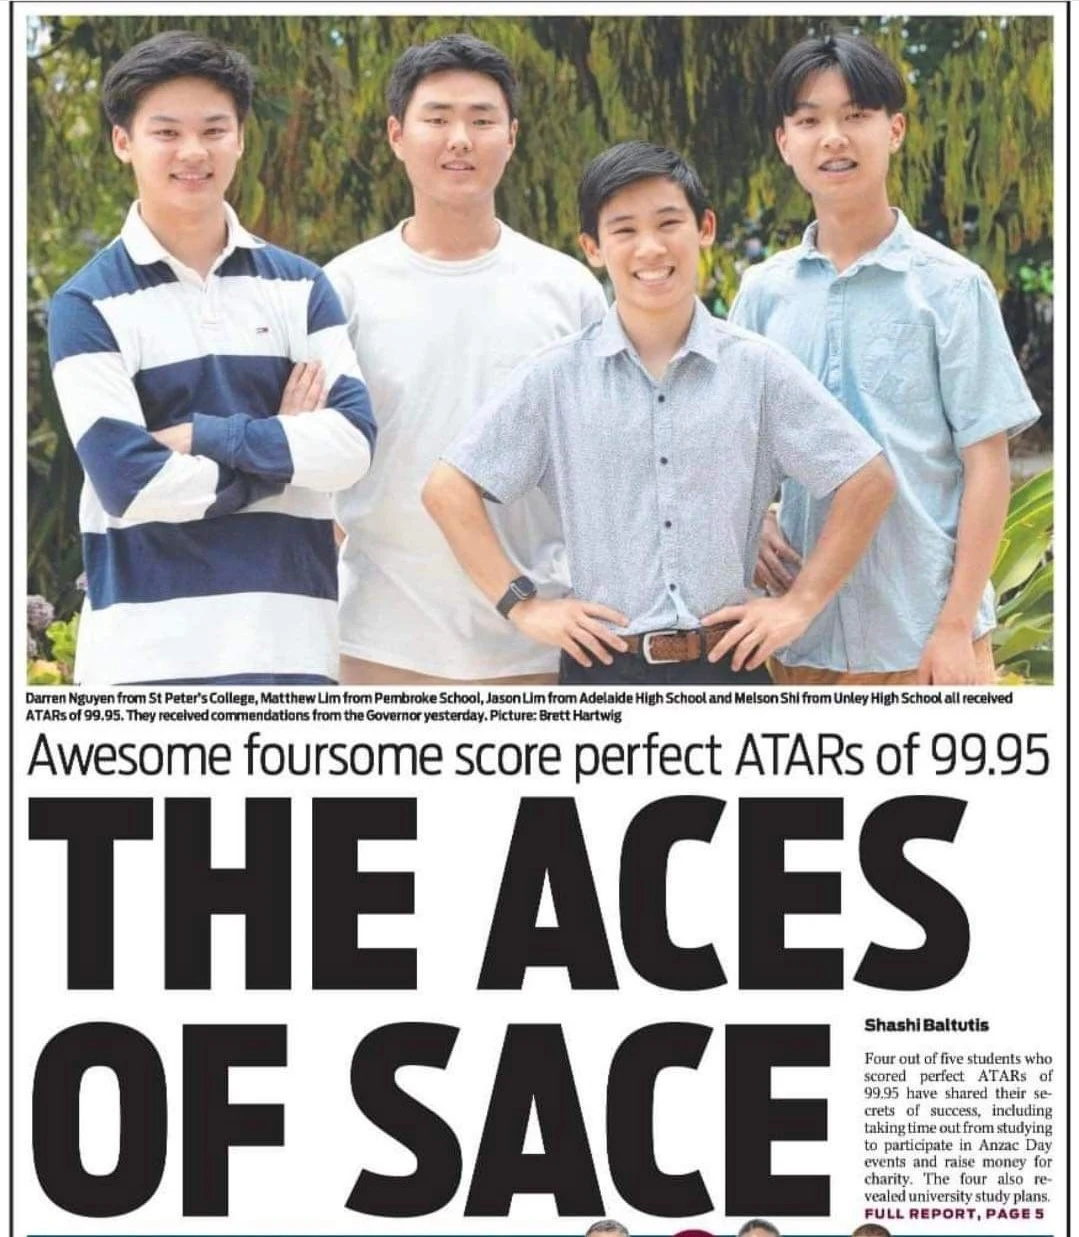 Darren Nguyen from St Peter's College, Matthew Lim from Pembroke School, Jason Lim from Adelaide High School and Melson Shi from Unley High School all received
ATARs of 99.95. They received commendations from the Governor yesterday. Picture: Brett Hartwig
Awesome foursome score perfect ATARs of 99.95
THE ACES
OF SACE
Shashi Baltutis
Four out of five students who
scored perfect ATARs of
99.95 have shared their se-
crets of success, including
taking time out from studying
to participate in Anzac Day
events and raise money for
charity. The four also re-
vealed university study plans.
FULL REPORT, PAGE 5